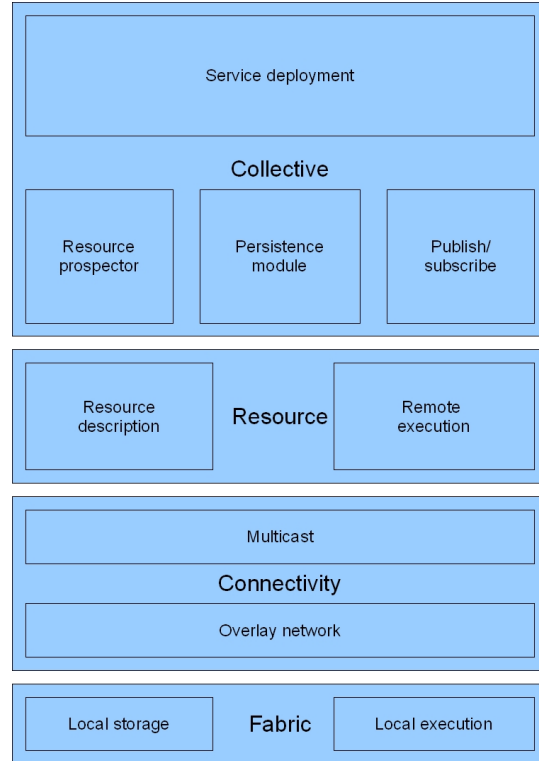 Service deployment
Collective
Resource
prospector
Persistence
module
Publish/
subscribe
Resource
description
Resource
Remote
execution
Multicast
Connectivity
Overlay network
Local storage
Fabric
Local execution